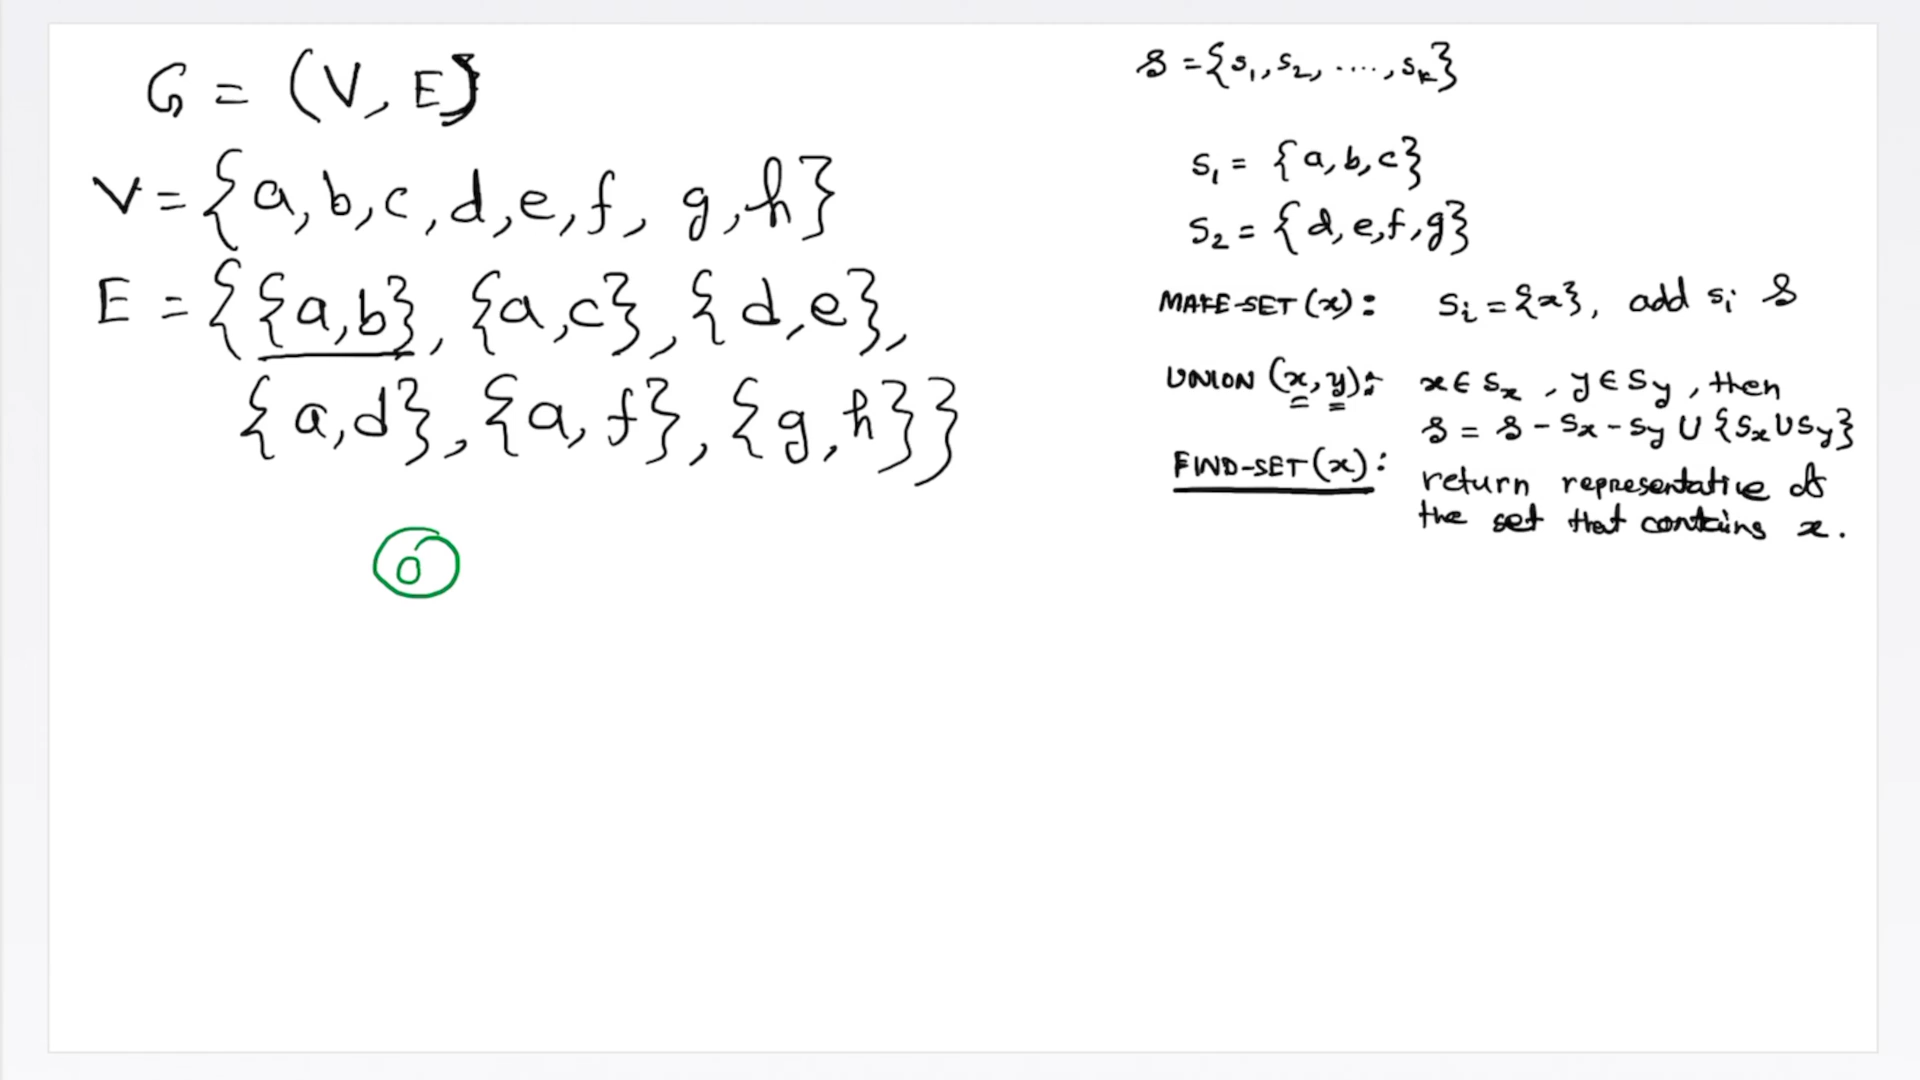 G = (V, E)
V = {a, b, c, d, e, f, g, h}
E = {{a, b}, {a, c}, {d, e},
{a, d}, {a, f}, {g, h}}
S = {S₁, S₂, ...., Sₖ}
S₁ = {a, b, c}
S₂ = {d, e, f, g}
MAKE-SET (x): Sᵢ = {x}, add Sᵢ S
UNION (x, y): x ∈ Sₓ, y ∈ Sy, then
S = S - Sₓ - Sy ∪ {Sₓ ∪ Sy}
FIND-SET (x): return representative of
the set that contains x.